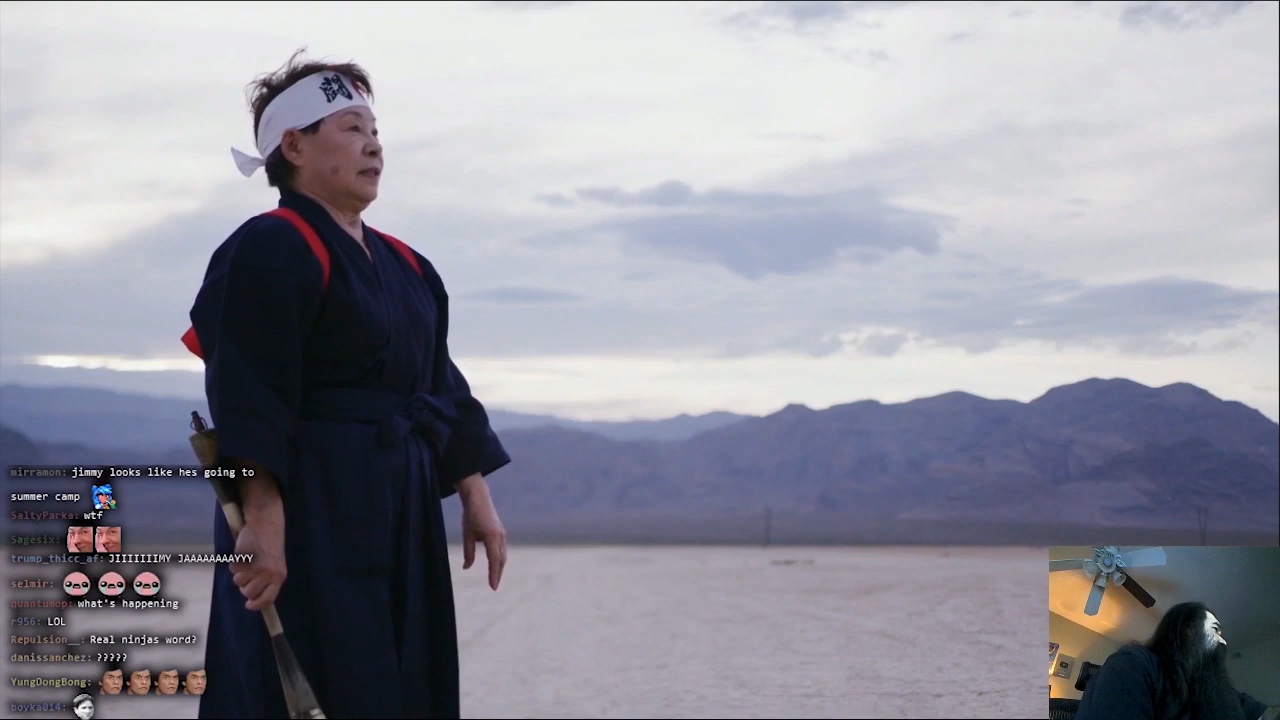 闘
mirramon: jimmy looks like hes going to
summer camp
SaltyParka: wtf
Sagesix:
trump_thicc_af: JIIIIIIIMY JAAAAAAAAYYY
selmir:
quantumop: what's happening
r956: LOL
Repulsion__: Real ninjas word?
danissanchez: ?????
YungDongBong:
boyka014: